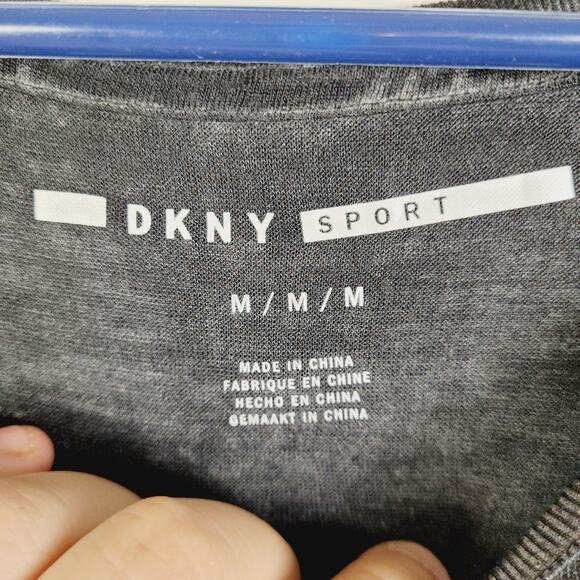 DKNY SPORT
M / M / M
MADE IN CHINA
FABRIQUE EN CHINE
HECHO EN CHINA
GEMAAKT IN CHINA